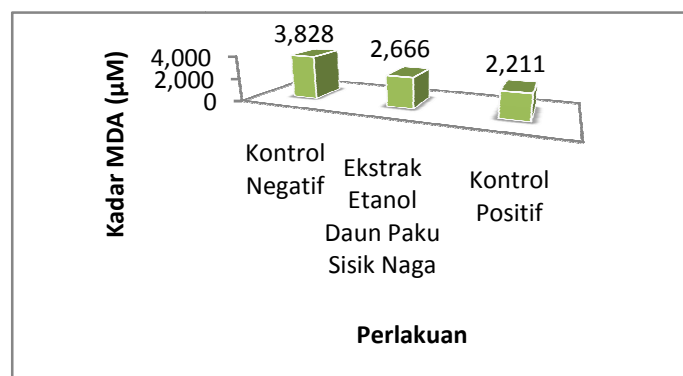 Kadar MDA (µM)
4,000
2,000
0
3,828
2,666
2,211
Kontrol
Negatif
Ekstrak
Etanol
Daun Paku
Sisik Naga
Kontrol
Positif
Perlakuan